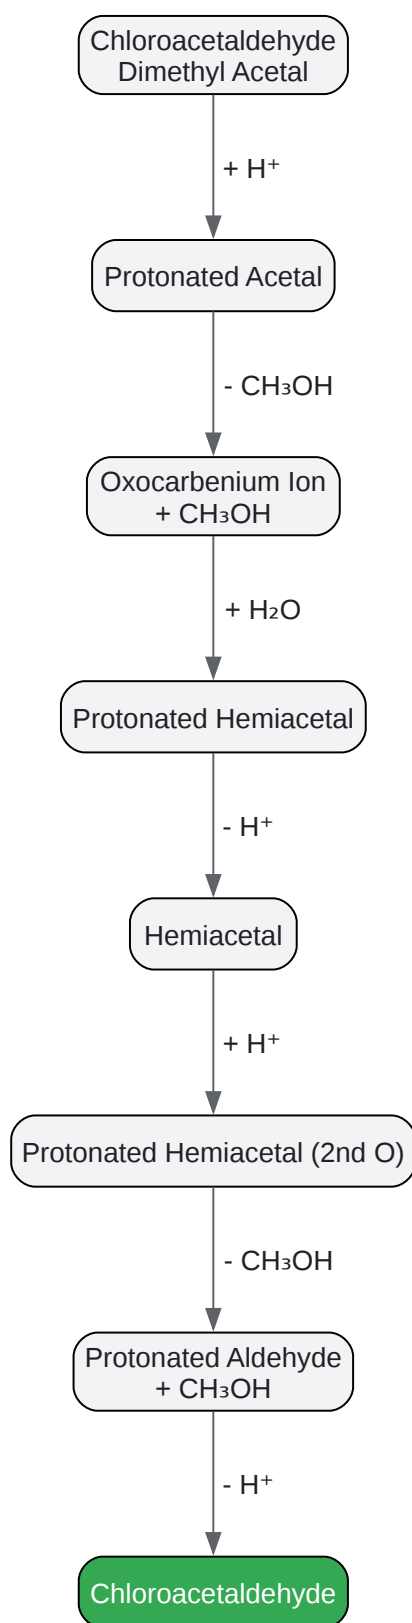 Chloroacetaldehyde
Dimethyl Acetal
+ H⁺
Protonated Acetal
- CH₃OH
Oxocarbenium Ion
+ CH₃OH
+ H₂O
Protonated Hemiacetal
- H⁺
Hemiacetal
+ H⁺
Protonated Hemiacetal (2nd O)
- CH₃OH
Protonated Aldehyde
+ CH₃OH
- H⁺
Chloroacetaldehyde